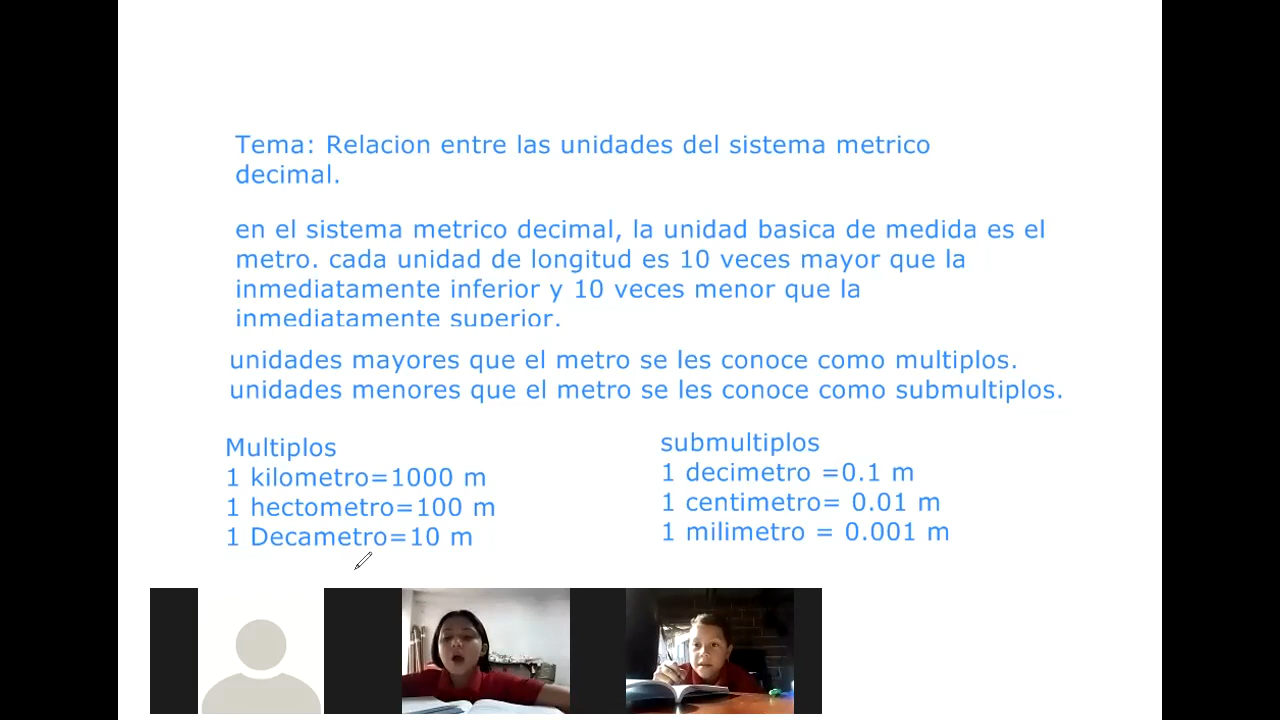 Tema: Relacion entre las unidades del sistema metrico
decimal.
en el sistema metrico decimal, la unidad basica de medida es el
metro. cada unidad de longitud es 10 veces mayor que la
inmediatamente inferior y 10 veces menor que la
inmediatamente superior.
unidades mayores que el metro se les conoce como multiplos.
unidades menores que el metro se les conoce como submultiplos.
Multiplos
1 kilometro=1000 m
1 hectometro=100 m
1 Decametro=10 m
submultiplos
1 decimetro =0.1 m
1 centimetro= 0.01 m
1 milimetro = 0.001 m